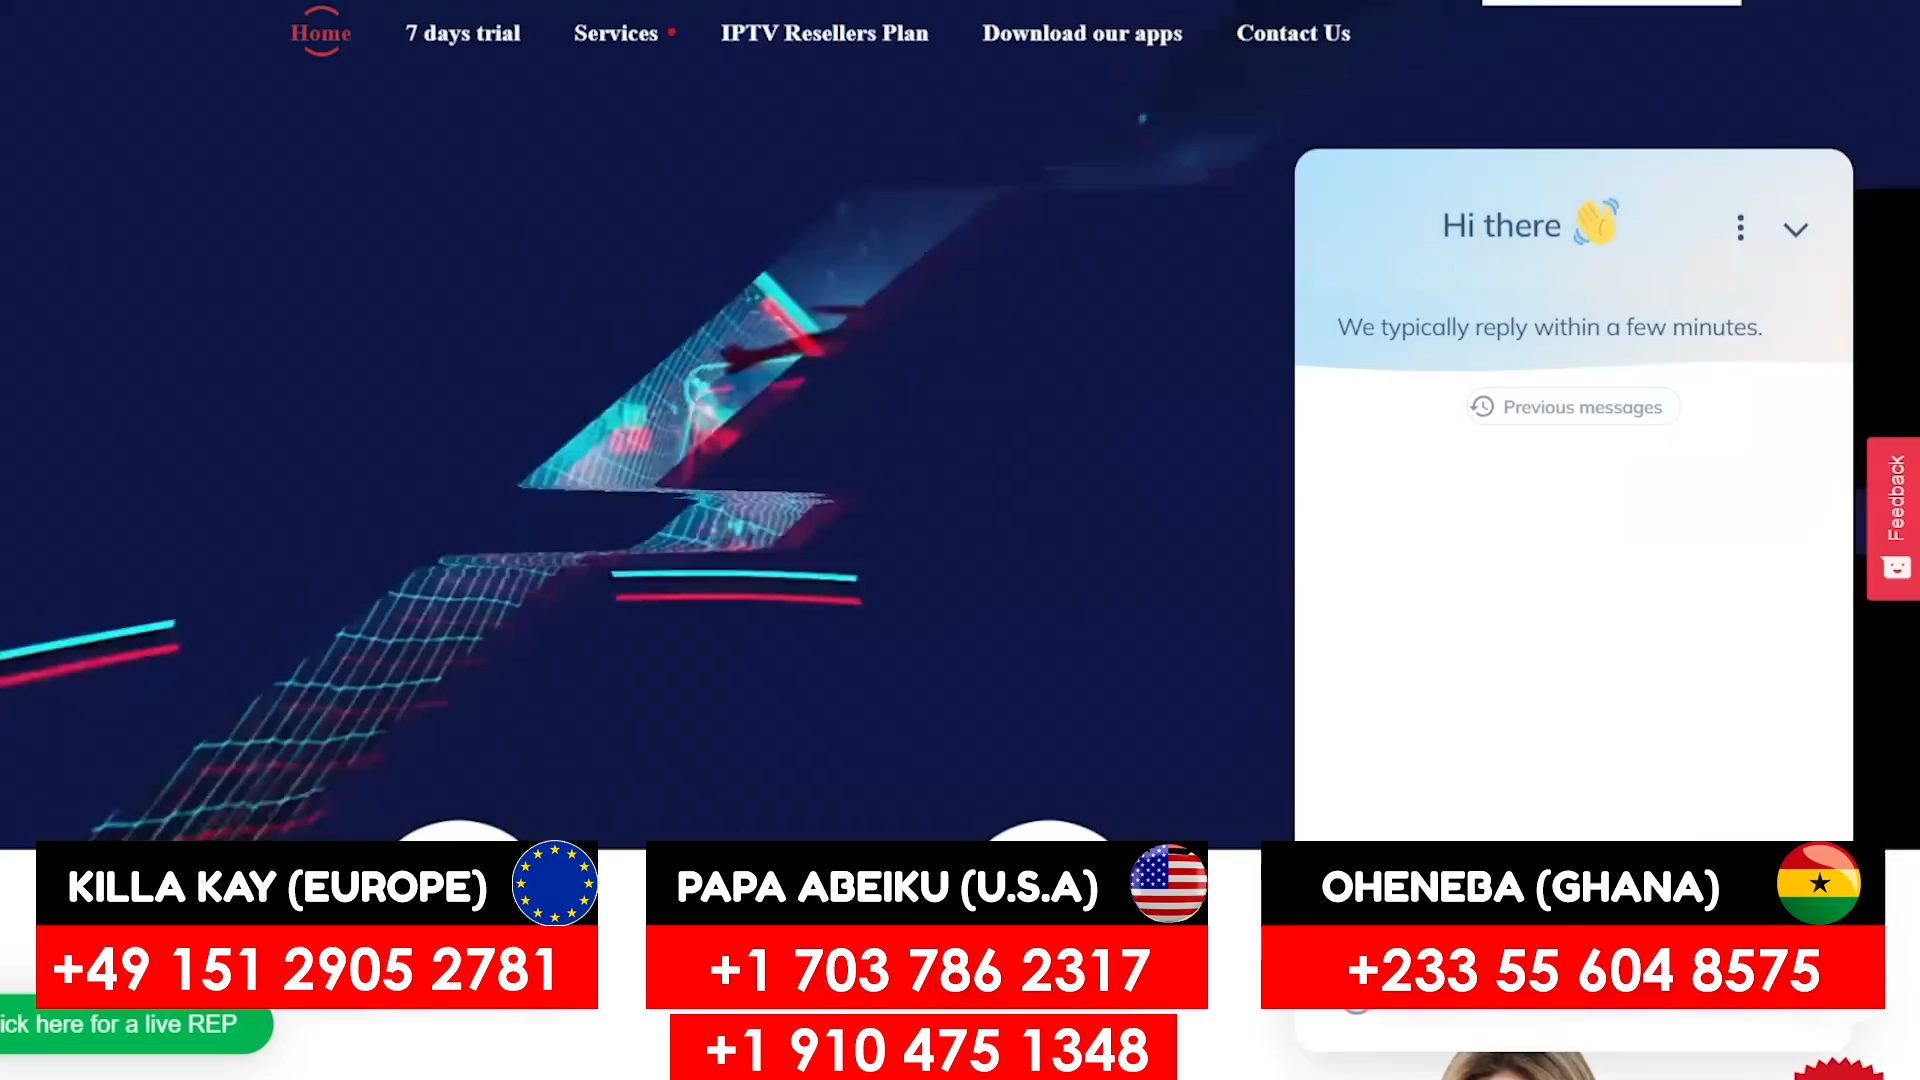 Home 7 days trial Services IPTV Resellers Plan Download our apps Contact Us
Hi there 👋
We typically reply within a few minutes.
Previous messages
Feedback
KILLA KAY (EUROPE)
+49 151 2905 2781
PAPA ABEIKU (U.S.A)
+1 703 786 2317
+1 910 475 1348
OHENEBA (GHANA)
+233 55 604 8575
ick here for a live REP